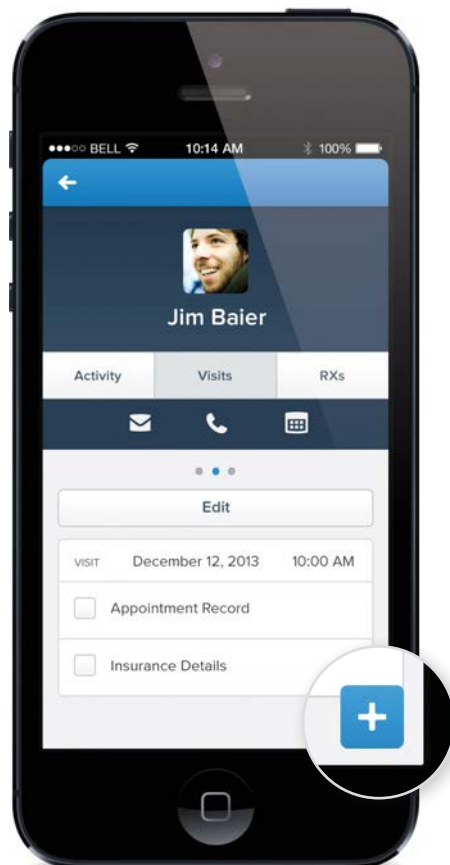 BELL 10:14 AM 100%
Jim Baier
Activity Visits RXs
Edit
VISIT December 12, 2013 10:00 AM
Appointment Record
Insurance Details
+